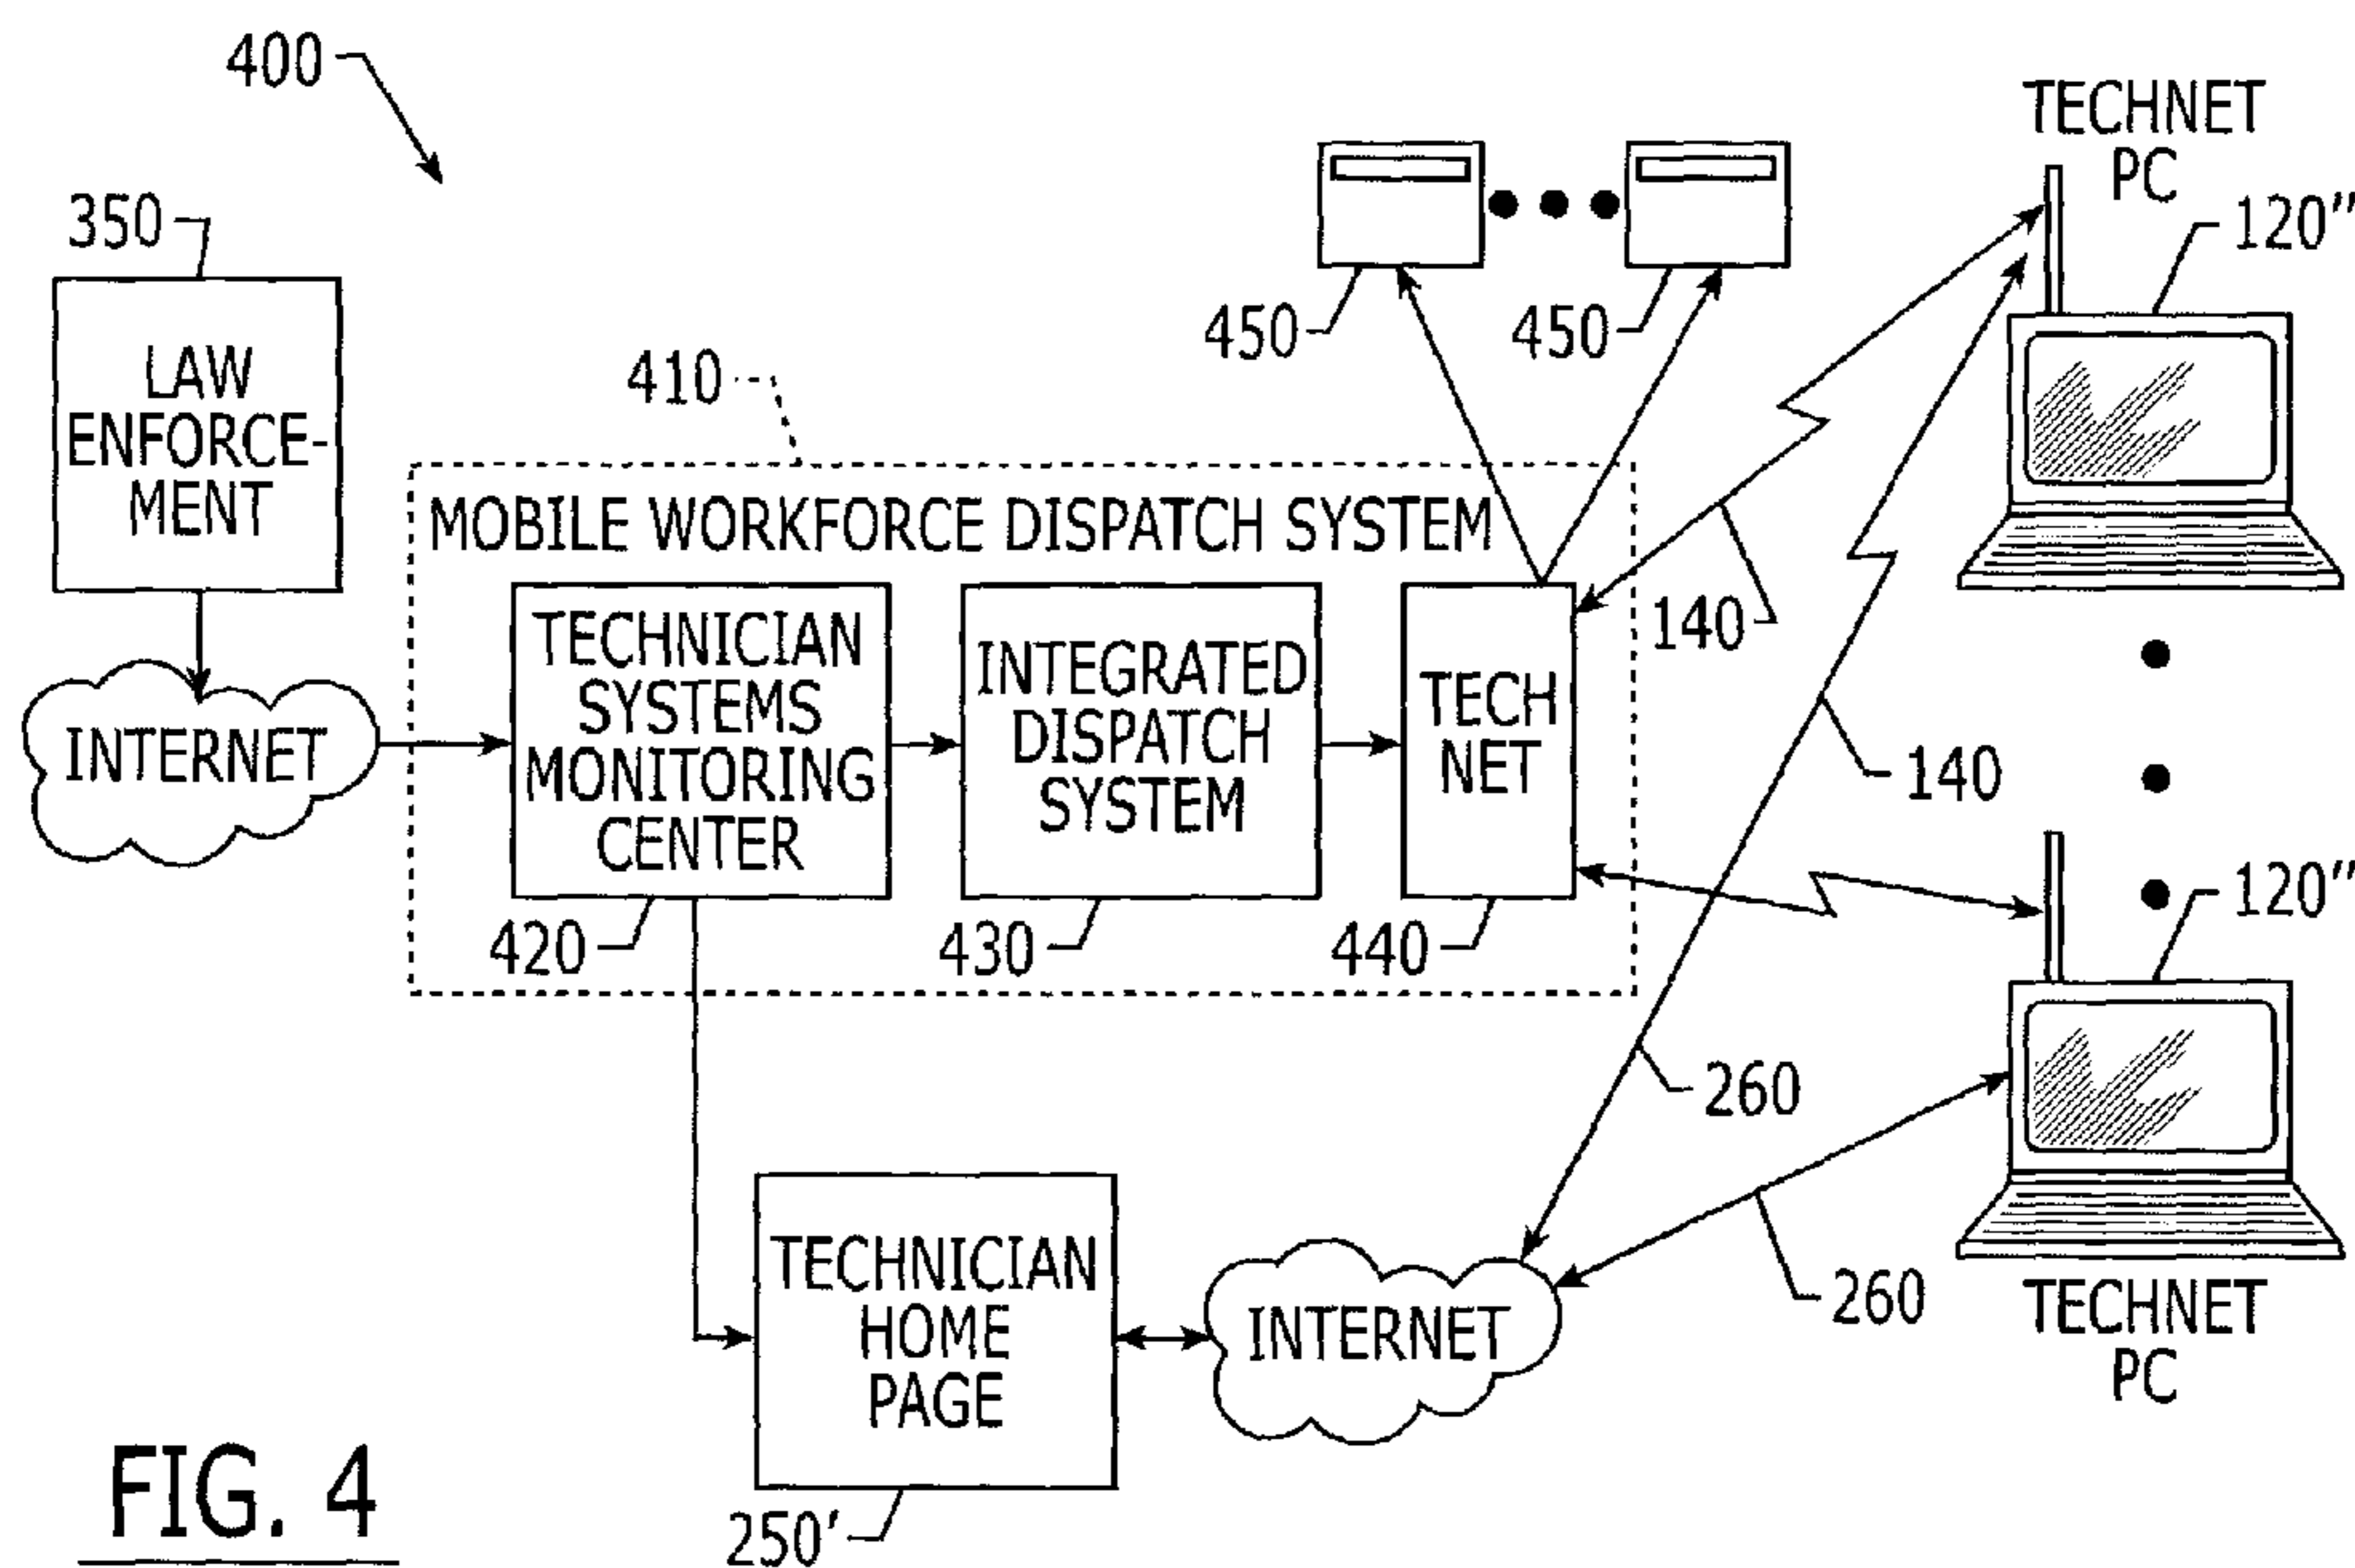 400
TECHNET
PC
350
120"
LAW
ENFORCE-
MENT
450
450
410
MOBILE WORKFORCE DISPATCH SYSTEM
TECHNICIAN
SYSTEMS
MONITORING
CENTER
INTEGRATED
DISPATCH
SYSTEM
TECH
NET
140
INTERNET
140
420
430
440
120"
260
TECHNICIAN
HOME
PAGE
INTERNET
260
TECHNET
PC
250'
FIG. 4